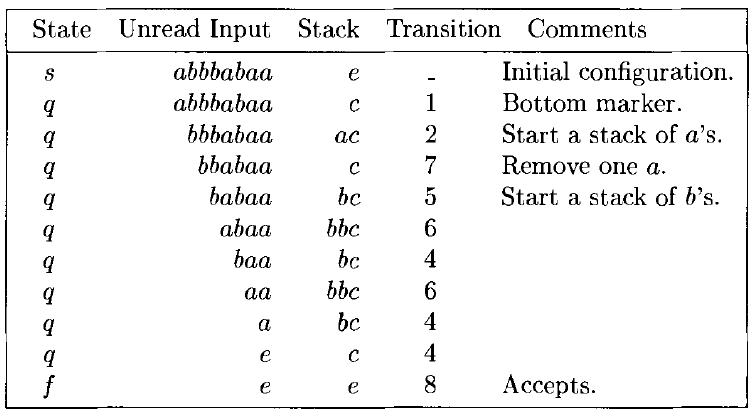 State Unread Input Stack Transition Comments
s abbbabaa e - Initial configuration.
q abbbabaa c 1 Bottom marker.
q bbbabaa ac 2 Start a stack of a's.
q bbabaa c 7 Remove one a.
q babaa bc 5 Start a stack of b's.
q abaa bbc 6
q baa bc 4
q aa bbc 6
q a bc 4
q e c 4
f e e 8 Accepts.